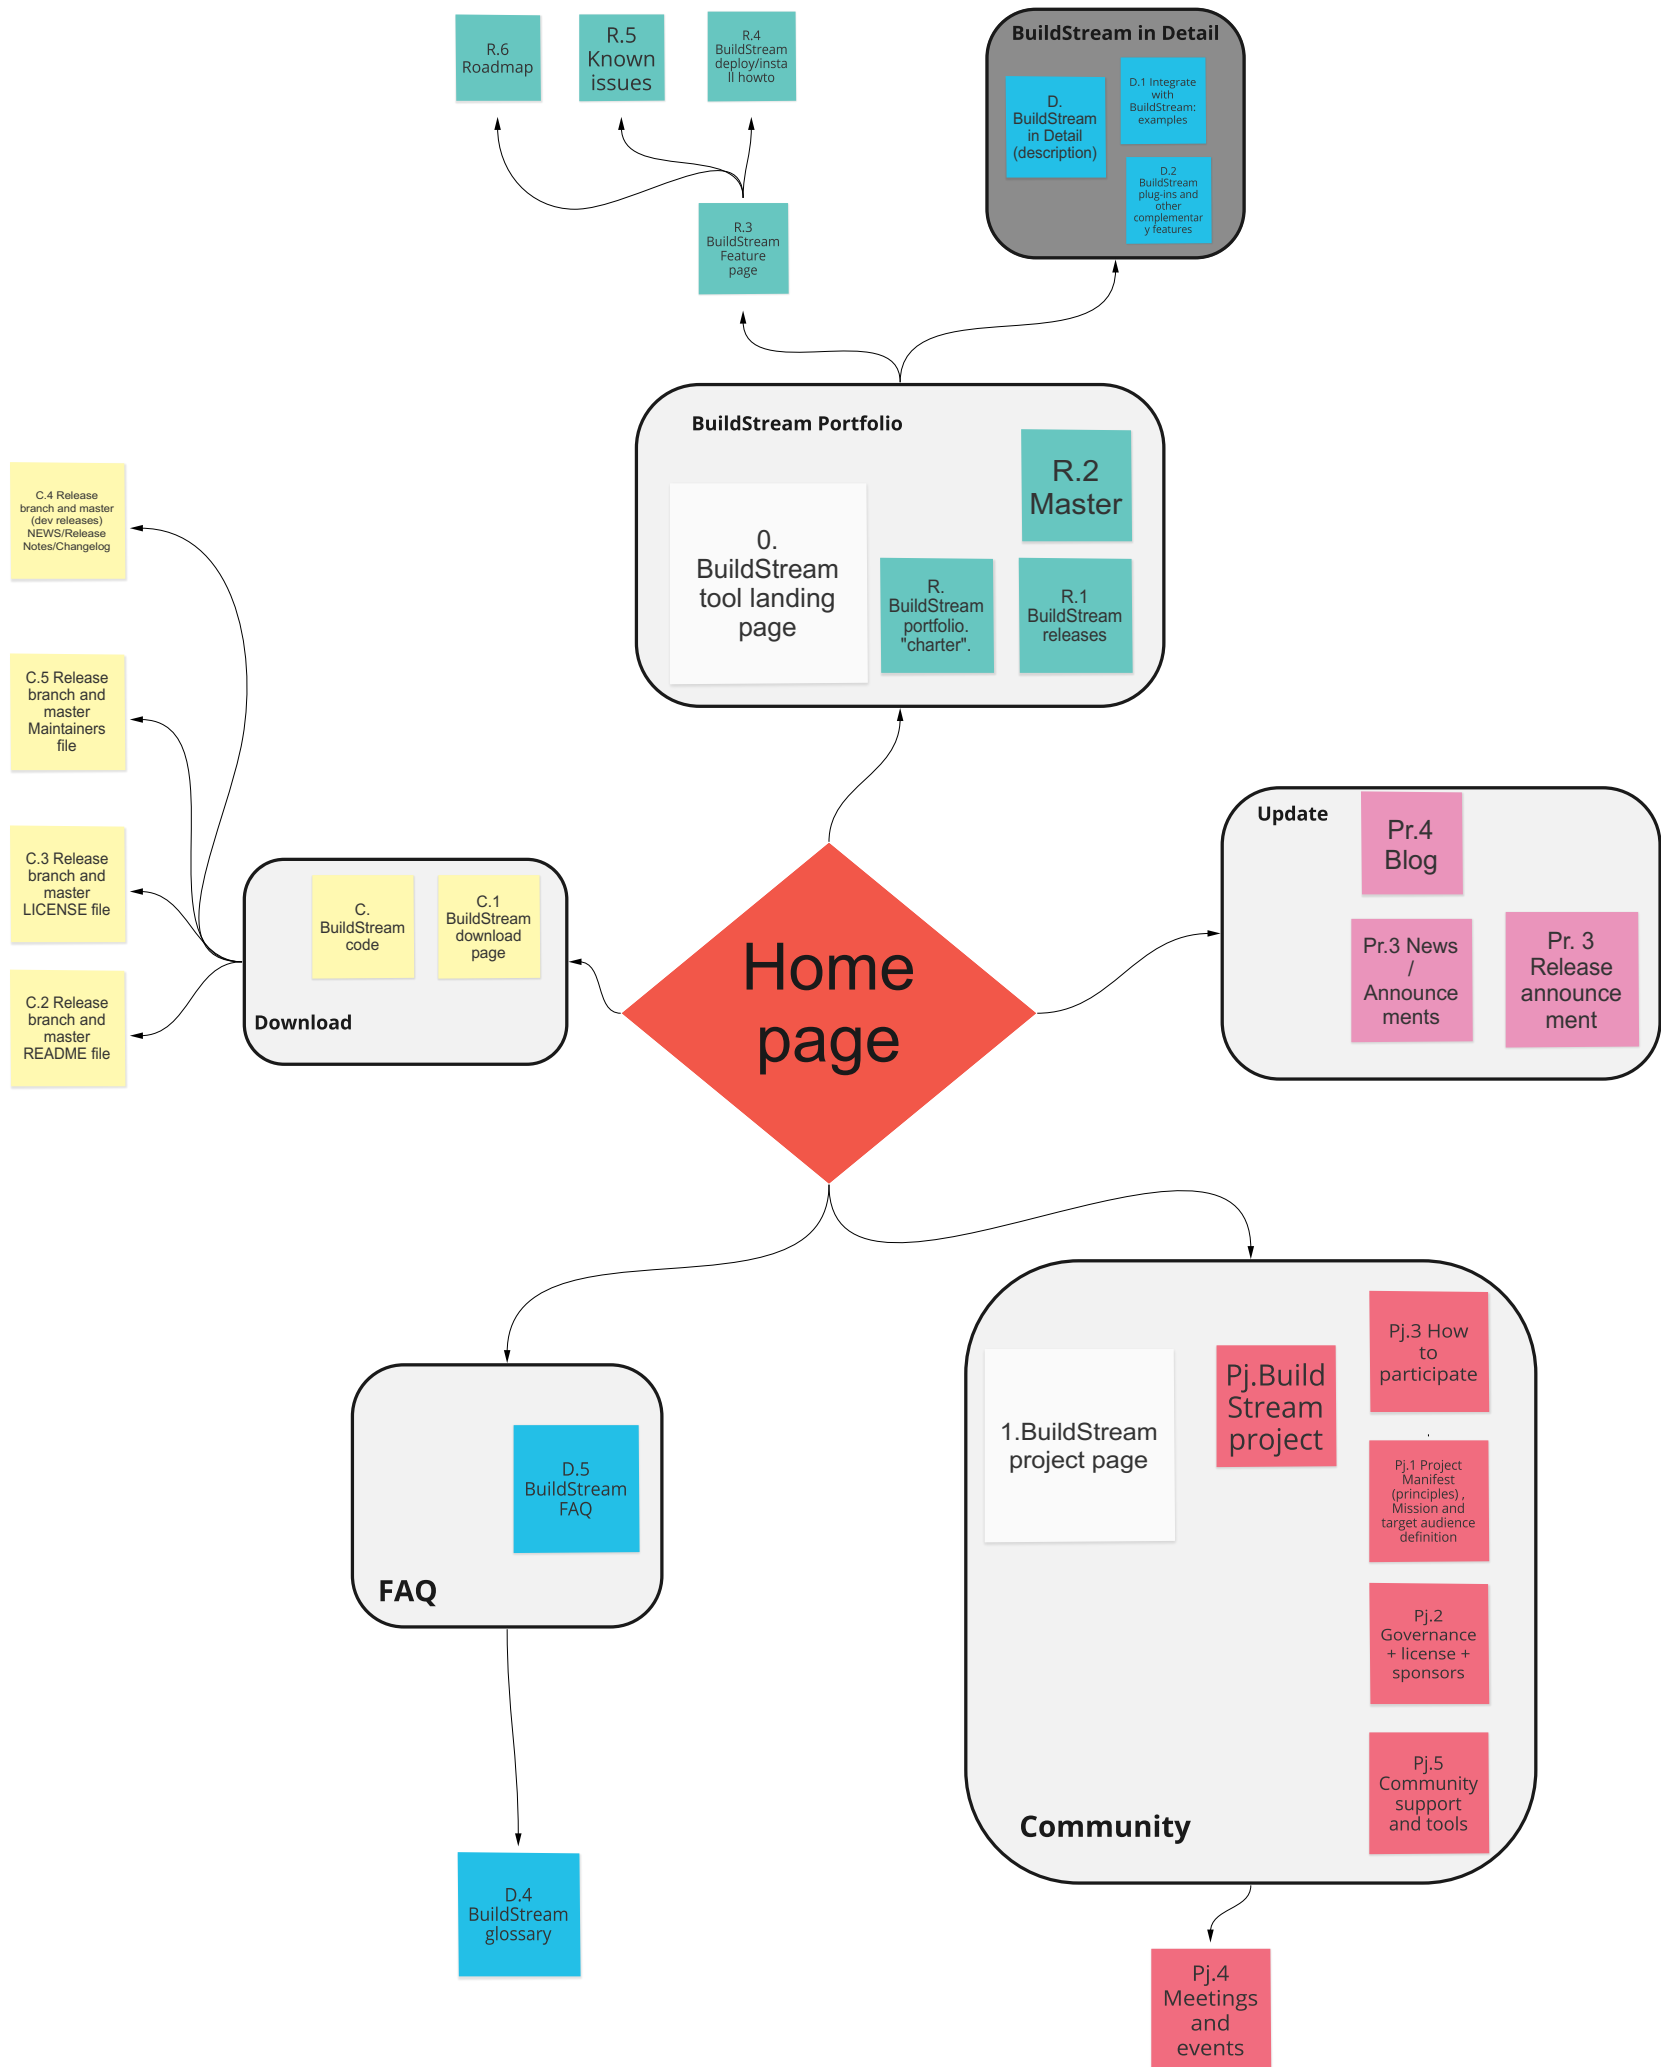 R.6
Roadmap
R.5
Known
issues
R.4
BuildStream
deploy/insta
ll howto
BuildStream in Detail
D.
BuildStream
in Detail
(description)
D.1 Integrate
with
BuildStream:
examples
D.2
BuildStream
plug-ins and
other
complementar
y features
R.3
BuildStream
Feature
page
BuildStream Portfolio
0.
BuildStream
tool landing
page
R.2
Master
R.
BuildStream
portfolio.
"charter".
R.1
BuildStream
releases
C.4 Release
branch and master
(dev releases)
NEWS/Release
Notes/Changelog
C.5 Release
branch and
master
Maintainers
file
C.3 Release
branch and
master
LICENSE file
C.2 Release
branch and
master
README file
C.
BuildStream
code
C.1
BuildStream
download
page
Download
Home
page
Update
Pr.4
Blog
Pr.3 News
/
Announce
ments
Pr. 3
Release
announce
ment
D.5
BuildStream
FAQ
FAQ
D.4
BuildStream
glossary
1.BuildStream
project page
Pj.Build
Stream
project
Pj.3 How
to
participate
Pj.1 Project
Manifest
(principles) ,
Mission and
target audience
definition
Pj.2
Governance
+ license +
sponsors
Pj.5
Community
support
and tools
Community
Pj.4
Meetings
and
events